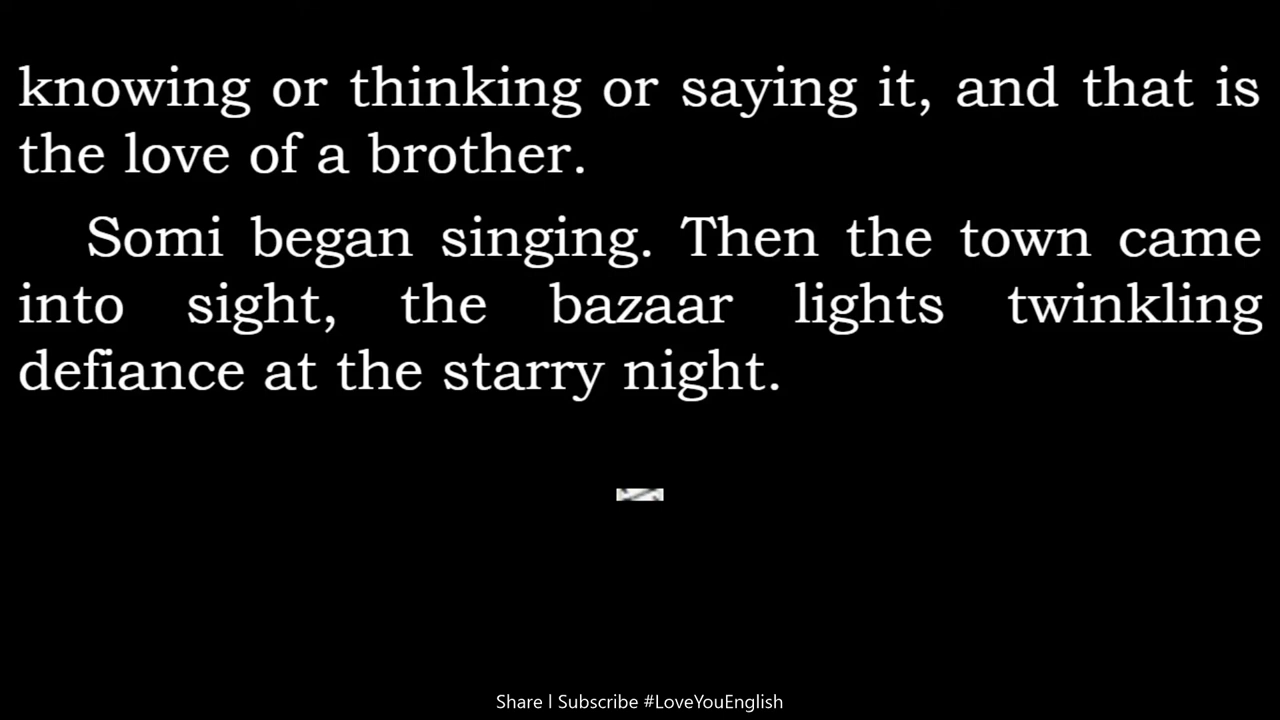 knowing or thinking or saying it, and that is
the love of a brother.
Somi began singing. Then the town came
into sight, the bazaar lights twinkling
defiance at the starry night.
Share l Subscribe #LoveYouEnglish